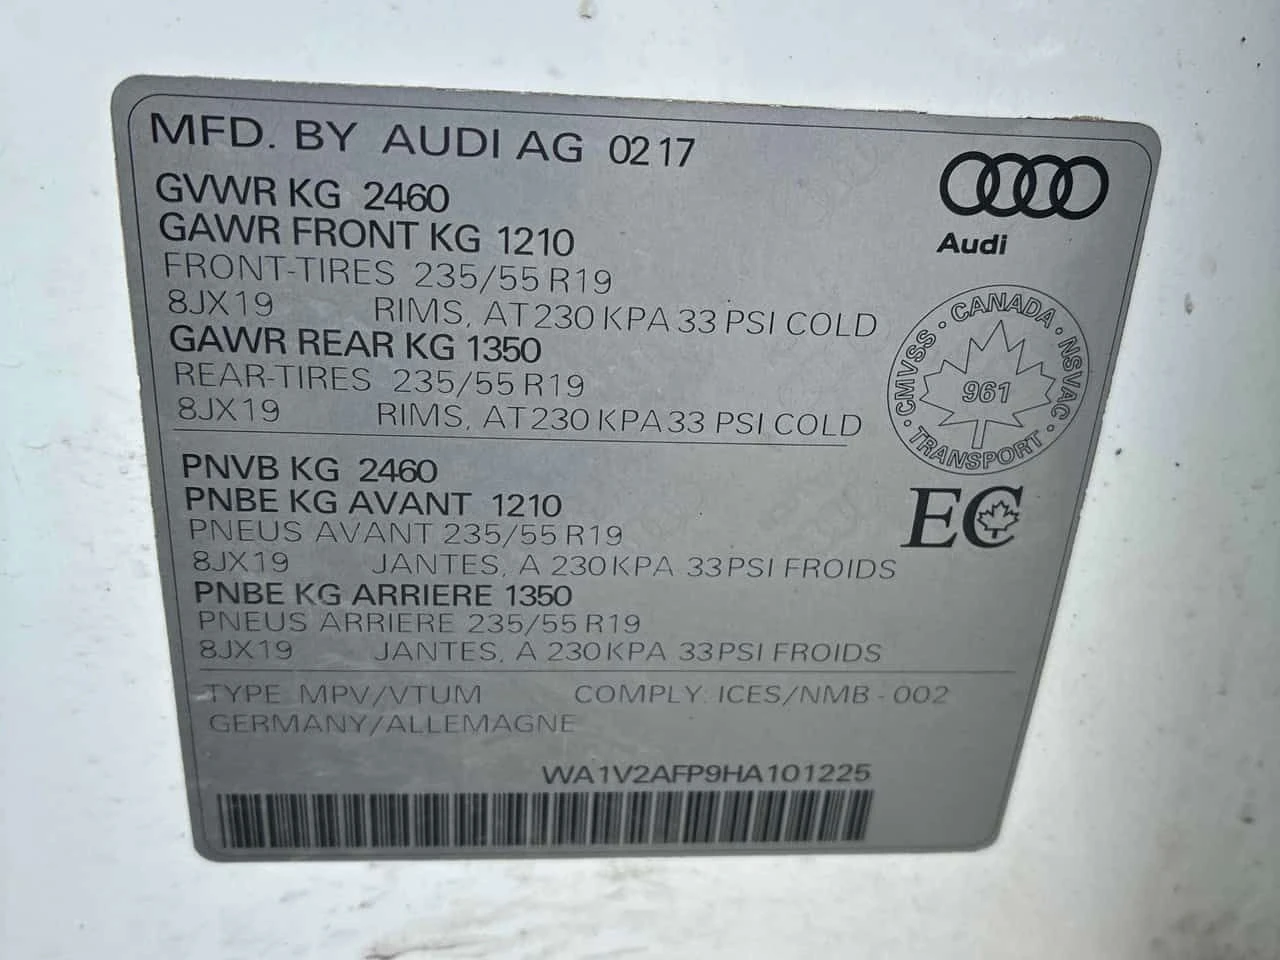 MFD. BY AUDI AG 0217
GVWR KG 2460
GAWR FRONT KG 1210
FRONT-TIRES 235/55 R19
8JX19 RIMS, AT 230 KPA 33 PSI COLD
GAWR REAR KG 1350
REAR-TIRES 235/55 R19
8JX19 RIMS, AT 230 KPA 33 PSI COLD
Audi
CMVSS · CANADA · NSVAC · TRANSPORT ·
961
EC
PNVB KG 2460
PNBE KG AVANT 1210
PNEUS AVANT 235/55 R19
8JX19 JANTES, A 230 KPA 33 PSI FROIDS
PNBE KG ARRIERE 1350
PNEUS ARRIERE 235/55 R19
8JX19 JANTES, A 230 KPA 33 PSI FROIDS
TYPE MPV/VTUM COMPLY. ICES/NMB - 002
GERMANY/ALLEMAGNE
WA1V2AFP9HA101225